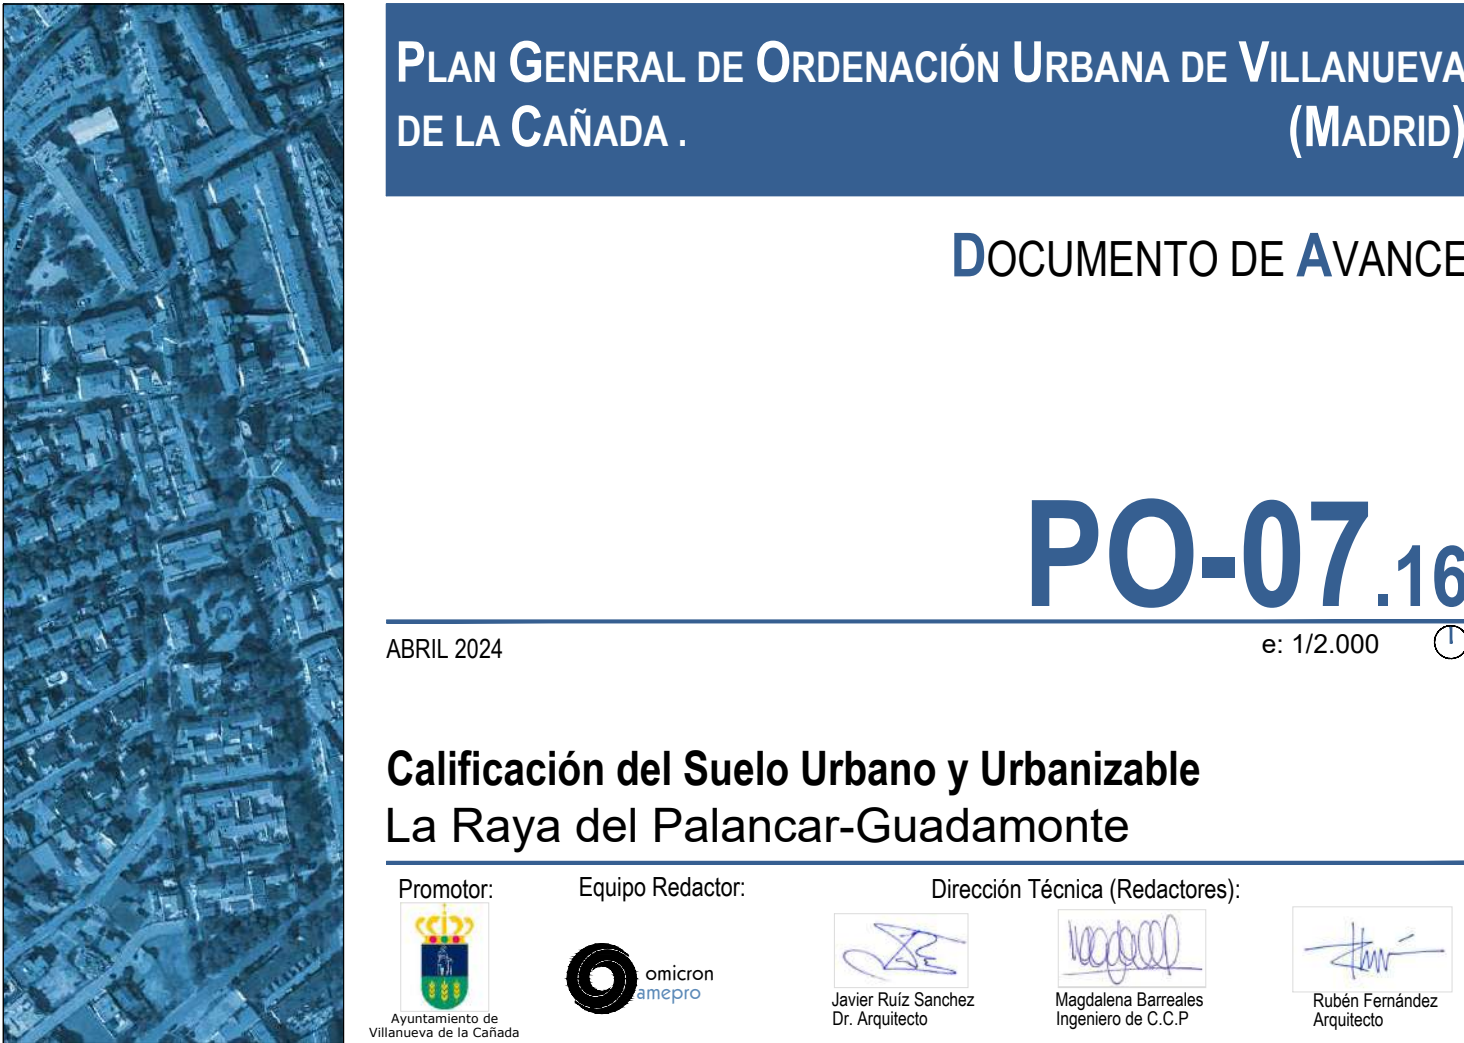 PLAN GENERAL DE ORDENACIÓN URBANA DE VILLANUEVA
DE LA CAÑADA . (MADRID)
DOCUMENTO DE AVANCE
PO-07.16
ABRIL 2024 e: 1/2.000
Calificación del Suelo Urbano y Urbanizable
La Raya del Palancar-Guadamonte
Promotor: Equipo Redactor: Dirección Técnica (Redactores):
omicron
amepro
Ayuntamiento de
Villanueva de la Cañada
Javier Ruíz Sanchez
Dr. Arquitecto
Magdalena Barreales
Ingeniero de C.C.P
Rubén Fernández
Arquitecto